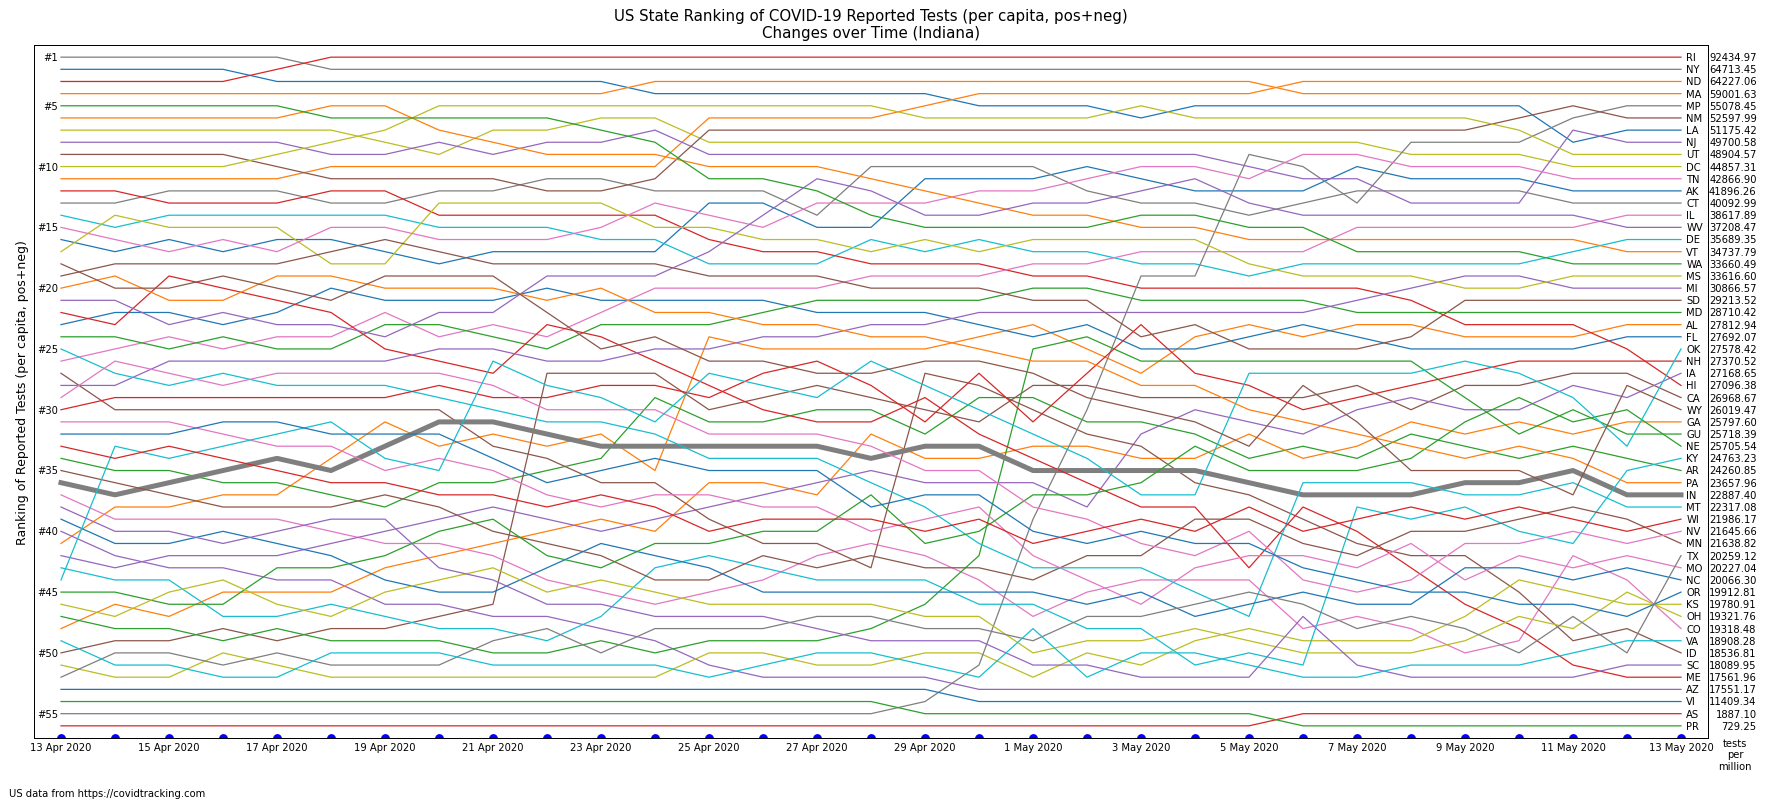 US State Ranking of COVID-19 Reported Tests (per capita, pos+neg)
Changes over Time (Indiana)
Ranking of Reported Tests (per capita, pos+neg)
#1
#5
#10
#15
#20
#25
#30
#35
#40
#45
#50
#55
RI 92434.97
NY 64713.45
ND 64227.06
MA 59001.63
MP 55078.45
NM 52597.99
LA 51175.42
NJ 49700.58
UT 48904.57
DC 44857.31
TN 42866.90
AK 41896.26
CT 40092.99
IL 38617.89
WV 37208.47
DE 35689.35
VT 34737.79
WA 33660.49
MS 33616.60
MI 30866.57
SD 29213.52
MD 28710.42
AL 27812.94
FL 27692.07
OK 27578.42
NH 27370.52
IA 27168.65
HI 27096.38
CA 26968.67
WY 26019.47
GA 25797.60
GU 25718.39
NE 25705.54
KY 24763.23
AR 24260.85
PA 23657.96
IN 22887.40
MT 22317.08
WI 21986.17
NV 21645.66
MN 21638.82
TX 20259.12
MO 20227.04
NC 20066.30
OR 19912.81
KS 19780.91
OH 19321.76
CO 19318.48
VA 18908.28
ID 18536.81
SC 18089.95
ME 17561.96
AZ 17551.17
VI 11409.34
AS 1887.10
PR 729.25
13 Apr 2020 15 Apr 2020 17 Apr 2020 19 Apr 2020 21 Apr 2020 23 Apr 2020 25 Apr 2020 27 Apr 2020 29 Apr 2020 1 May 2020 3 May 2020 5 May 2020 7 May 2020 9 May 2020 11 May 2020 13 May 2020
tests
per
million
US data from https://covidtracking.com